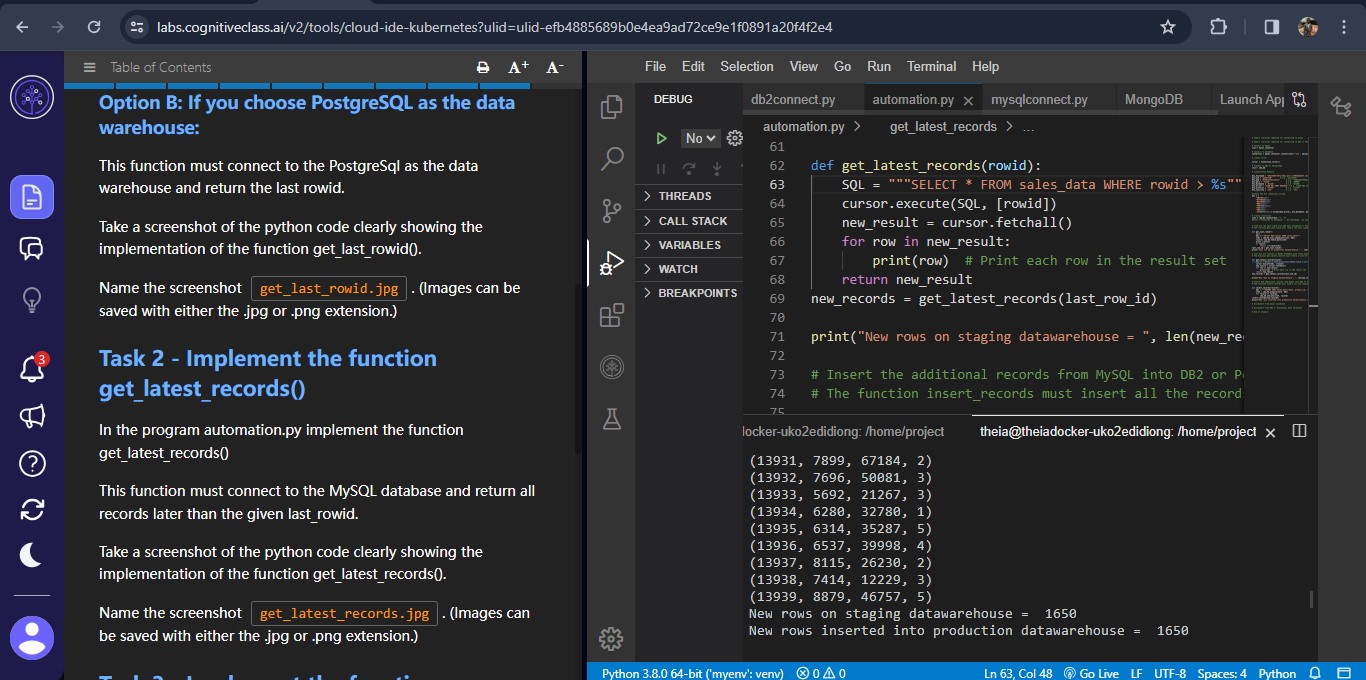 labs.cognitiveclass.ai/v2/tools/cloud-ide-kubernetes?ulid=ulid-efb4885689b0e4ea9ad72ce9e1f0891a20f4f2e4
Table of Contents
A+ A-
Option B: If you choose PostgreSQL as the data
warehouse:
This function must connect to the PostgreSql as the data
warehouse and return the last rowid.
Take a screenshot of the python code clearly showing the
implementation of the function get_last_rowid().
Name the screenshot get_last_rowid.jpg . (Images can be
saved with either the .jpg or .png extension.)
Task 2 - Implement the function
get_latest_records()
In the program automation.py implement the function
get_latest_records()
This function must connect to the MySQL database and return all
records later than the given last_rowid.
Take a screenshot of the python code clearly showing the
implementation of the function get_latest_records().
Name the screenshot get_latest_records.jpg . (Images can
be saved with either the .jpg or .png extension.)
3
File Edit Selection View Go Run Terminal Help
DEBUG
No
THREADS
CALL STACK
VARIABLES
WATCH
BREAKPOINTS
db2connect.py automation.py mysqlconnect.py MongoDB Launch App
automation.py > get_latest_records > ...
61
62 def get_latest_records(rowid):
63 SQL = """SELECT * FROM sales_data WHERE rowid > %s""
64 cursor.execute(SQL, [rowid])
65 new_result = cursor.fetchall()
66 for row in new_result:
67 print(row) # Print each row in the result set
68 return new_result
69 new_records = get_latest_records(last_row_id)
70
71 print("New rows on staging datawarehouse = ", len(new_re
72
73 # Insert the additional records from MySQL into DB2 or P
74 # The function insert_records must insert all the record
75
locker-uko2edidiong: /home/project theia@theiadocker-uko2edidiong: /home/project
(13931, 7899, 67184, 2)
(13932, 7696, 50081, 3)
(13933, 5692, 21267, 3)
(13934, 6280, 32780, 1)
(13935, 6314, 35287, 5)
(13936, 6537, 39998, 4)
(13937, 8115, 26230, 2)
(13938, 7414, 12229, 3)
(13939, 8879, 46757, 5)
New rows on staging datawarehouse = 1650
New rows inserted into production datawarehouse = 1650
Python 3.8.0 64-bit ('myenv': venv) 0 0 Ln 63, Col 48 Go Live LF UTF-8 Spaces: 4 Python